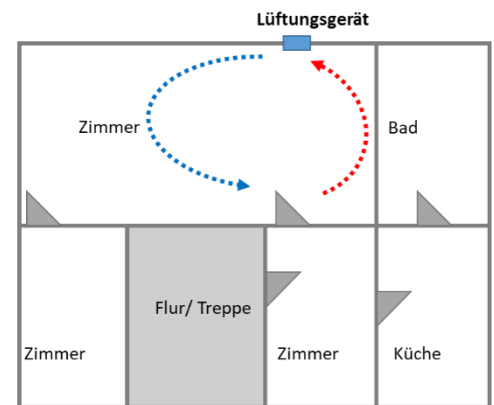 Lüftungsgerät
Zimmer
Bad
Flur/ Treppe
Zimmer
Zimmer
Küche